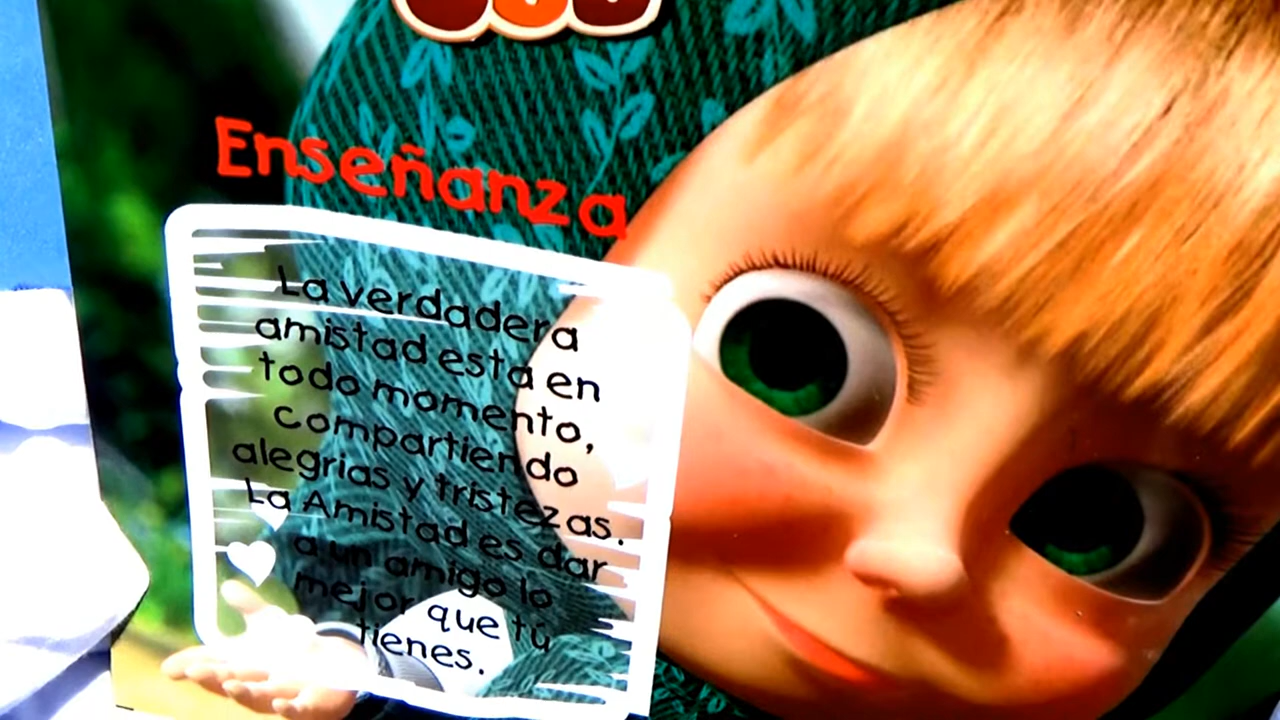 Enseñanza
La verdadera
amistad esta en
todo momento,
compartiendo
alegrias y tristezas.
La Amistad es dar
a un amigo lo
mejor que tú
tienes.